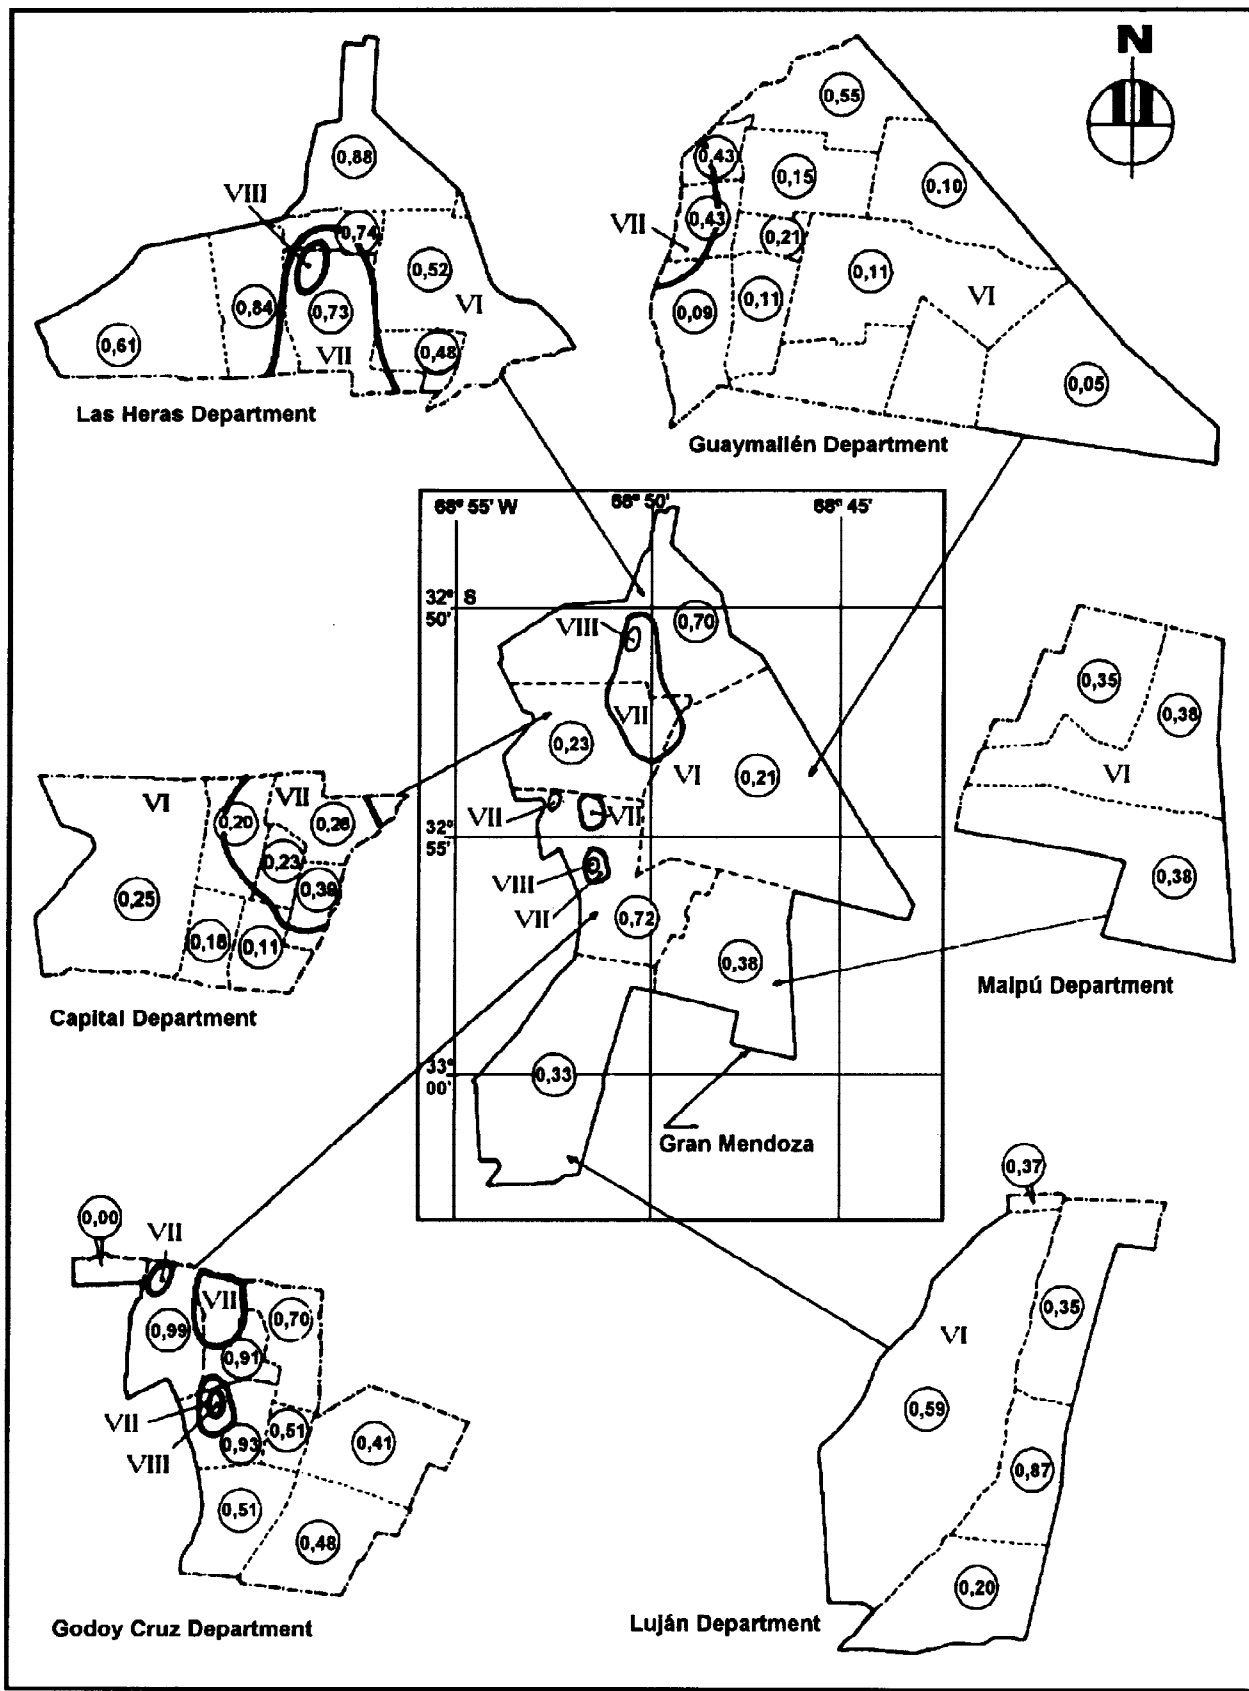 N
0,88
VIII
0,74
0,52
VI
0,84
0,73
0,61
VII
0,48
Las Heras Department
0,55
0,43
0,15
0,10
0,43
VII
0,21
0,11
VI
0,09
0,11
0,05
Guaymallén Department
68° 55' W
68° 50'
68° 45'
32° S
50'
VIII
0,70
VII
0,23
VI
0,21
VII
VII
32°
55'
VIII
VII
0,72
0,38
33°
00'
0,33
Gran Mendoza
0,35
0,38
VI
0,38
Maipú Department
VI
VII
0,20
0,26
0,23
0,39
0,25
0,18
0,11
Capital Department
0,00
VII
VII
0,70
0,99
0,91
VII
0,51
0,41
0,93
VIII
0,51
0,48
Godoy Cruz Department
0,37
0,35
VI
0,59
0,87
0,20
Luján Department